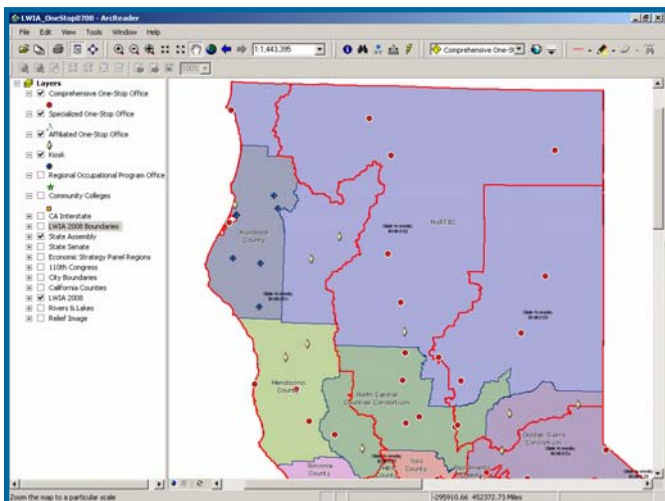 LWIA_OneStop0708 - ArcReader
File Edit View Tools Window Help
1:1,443,395
Comprehensive One-St
100%
Layers
Comprehensive One-Stop Office
Specialized One-Stop Office
Affiliated One-Stop Office
Kiosk
Regional Occupational Program Office
Community Colleges
CA Interstate
LWIA 2008 Boundaries
State Assembly
State Senate
Economic Strategy Panel Regions
110th Congress
City Boundaries
California Counties
LWIA 2008
Rivers & Lakes
Relief Image
NoRTEC
Humboldt
County
Mendocino
County
North Central
Counties Consortium
Golden Sierra
Consortium
Sonoma
County
Napa
County
Yolo
County
Sacramento
Zoom the map to a particular scale
-295910.66 452372.73 Miles